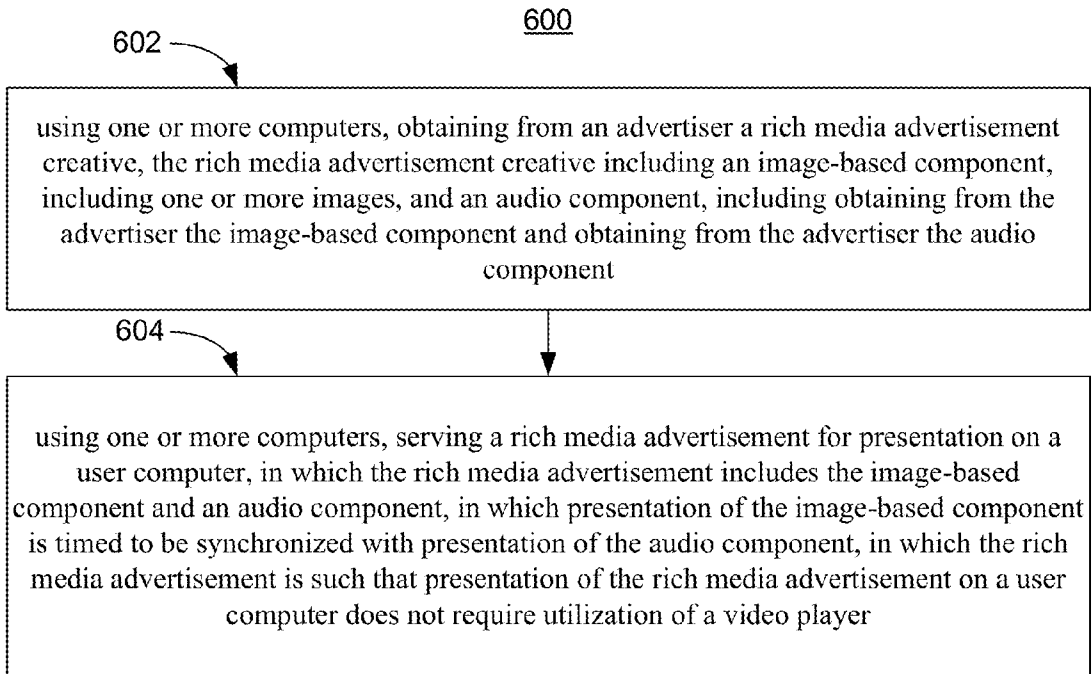 600
602
using one or more computers, obtaining from an advertiser a rich media advertisement
creative, the rich media advertisement creative including an image-based component,
including one or more images, and an audio component, including obtaining from the
advertiser the image-based component and obtaining from the advertiser the audio
component
604
using one or more computers, serving a rich media advertisement for presentation on a
user computer, in which the rich media advertisement includes the image-based
component and an audio component, in which presentation of the image-based component
is timed to be synchronized with presentation of the audio component, in which the rich
media advertisement is such that presentation of the rich media advertisement on a user
computer does not require utilization of a video player